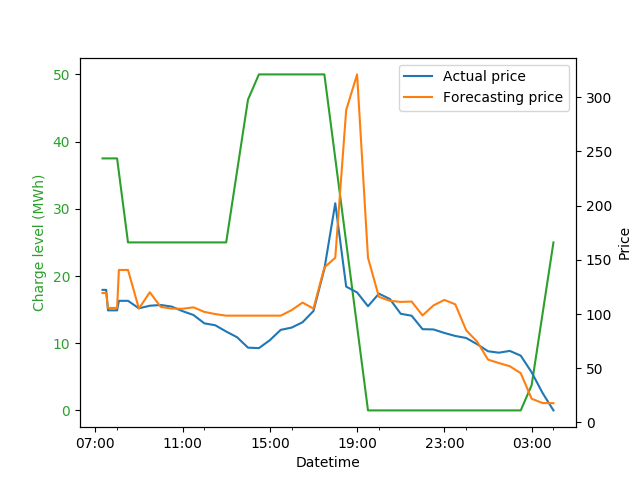 Actual price
Forecasting price
50
40
30
20
10
0
Charge level (MWh)
300
250
200
150
100
50
0
Price
07:00 11:00 15:00 19:00 23:00 03:00
Datetime